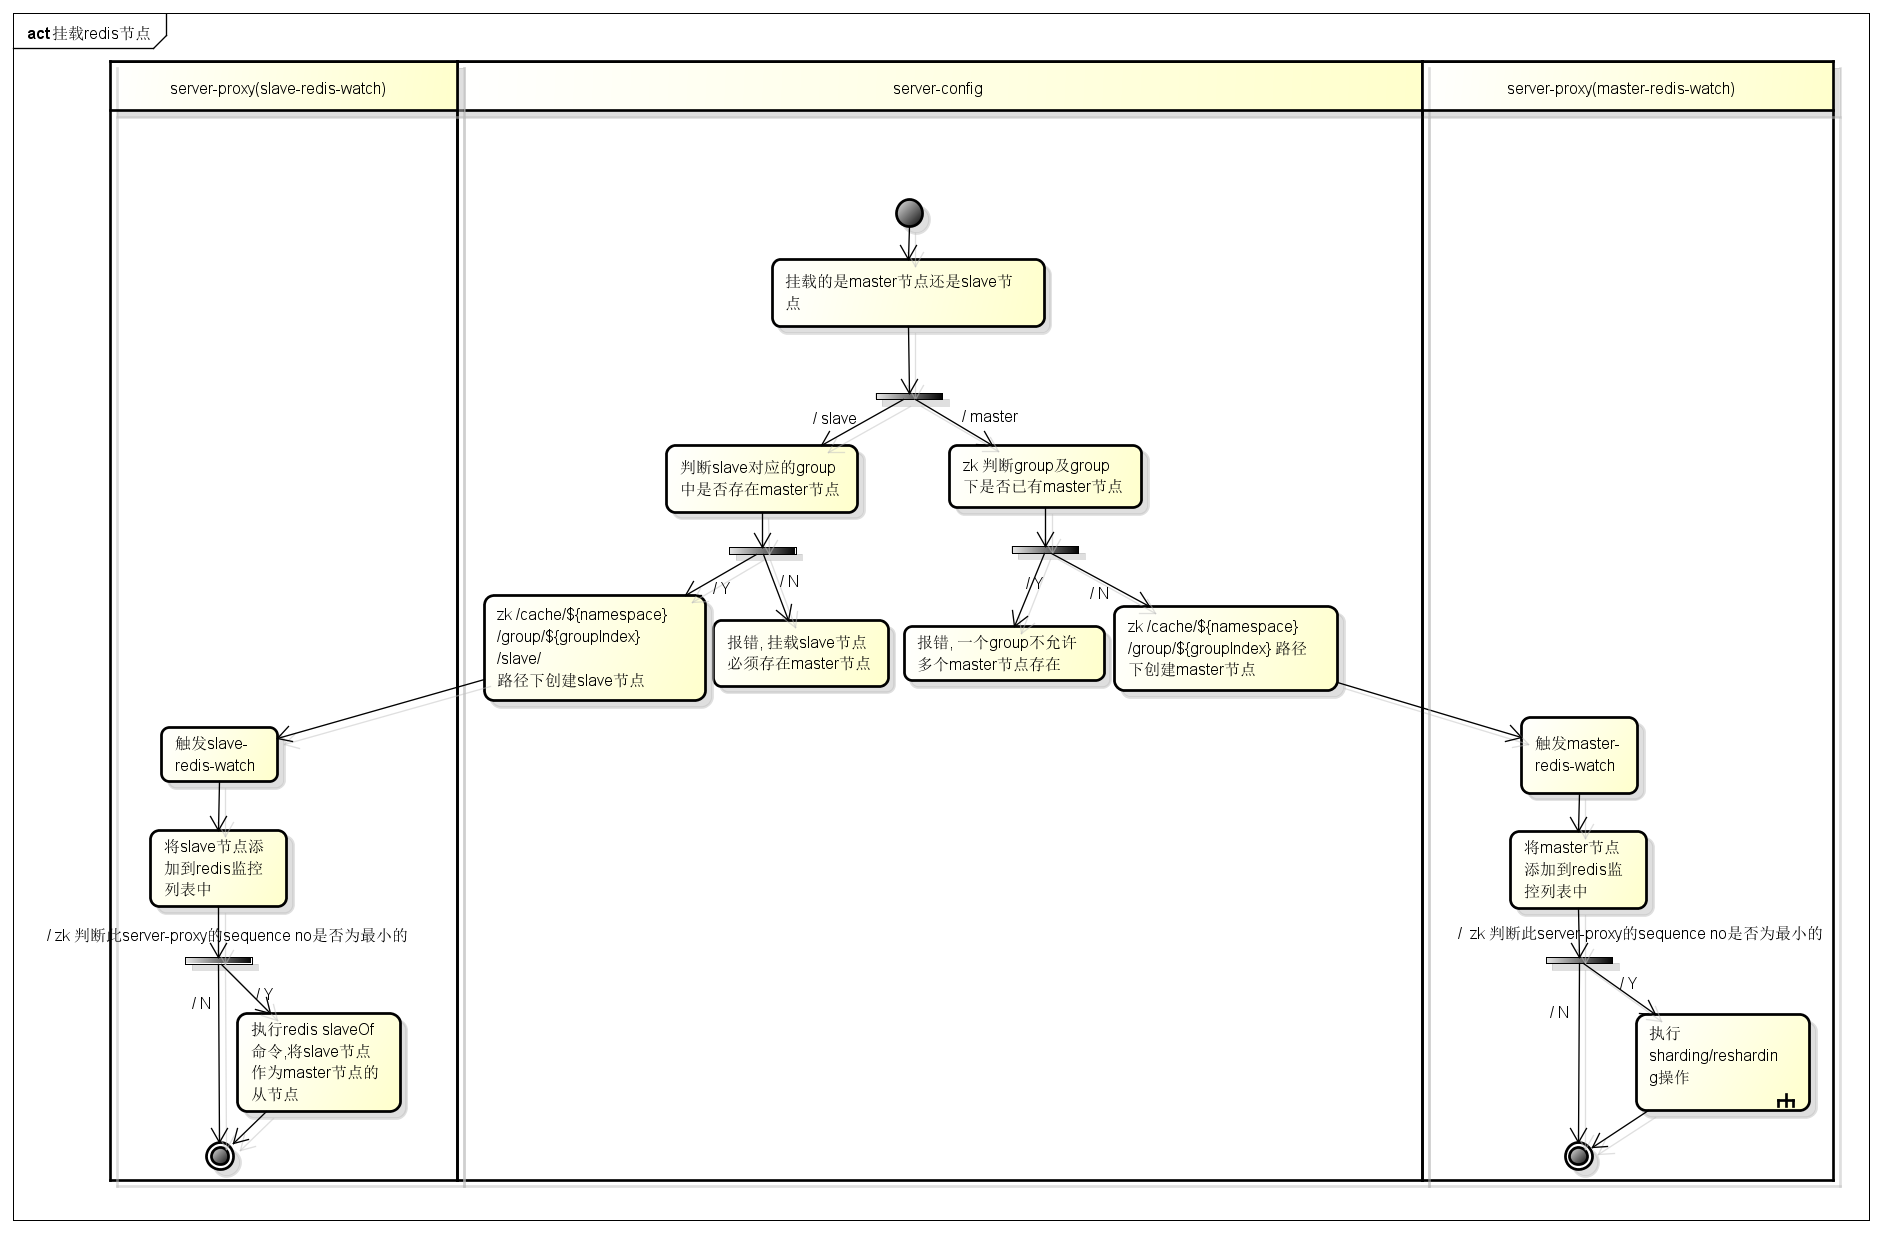 act 挂载redis节点
server-proxy(slave-redis-watch)
server-config
server-proxy(master-redis-watch)
挂载的是master节点还是slave节
点
/ slave
/ master
判断slave对应的group
中是否存在master节点
zk 判断group及group
下是否已有master节点
/ Y
/ N
/ Y
/ N
zk /cache/${namespace}
/group/${groupIndex}
/slave/
路径下创建slave节点
报错, 挂载slave节点
必须存在master节点
报错, 一个group不允许
多个master节点存在
zk /cache/${namespace}
/group/${groupIndex} 路径
下创建master节点
触发slave-
redis-watch
将slave节点添
加到redis监控
列表中
/ zk 判断此server-proxy的sequence no是否为最小的
/ N
/ Y
执行redis slaveOf
命令,将slave节点
作为master节点的
从节点
触发master-
redis-watch
将master节点
添加到redis监
控列表中
/ zk 判断此server-proxy的sequence no是否为最小的
/ Y
/ N
执行
sharding/reshardin
g操作